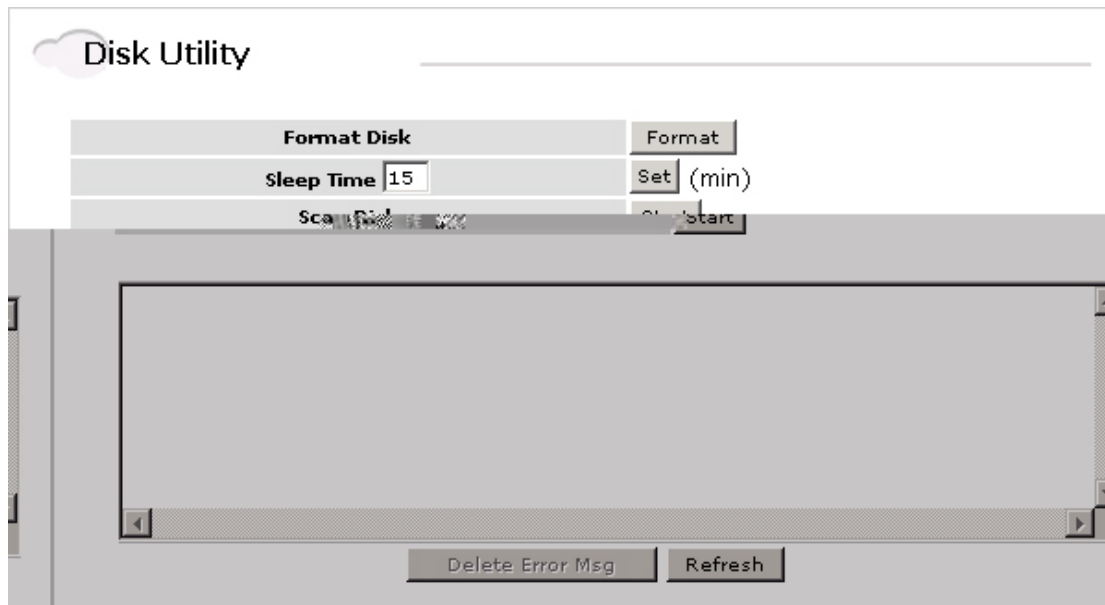 Disk Utility
Format Disk Format
Sleep Time 15 Set (min)
Start
Delete Error Msg Refresh